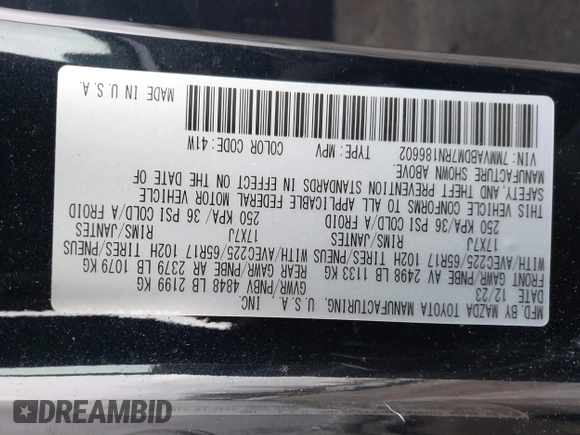 MFD. BY MAZDA TOYOTA MANUFACTURING, U.S.A., INC.
DATE 12/23 GVWR/PNBV 4848 LB 2199 KG
FRONT GAWR/PNBE AV 2498 LB 1133 KG REAR GAWR/PNBE AR 2379 LB 1079 KG
WITH/AVEC225/65R17 102H TIRES/PNEUS WITH/AVEC225/65R17 102H TIRES/PNEUS
17X7J RIMS/JANTES 17X7J RIMS/JANTES
250 KPA/36 PSI COLD/A FROID 250 KPA/36 PSI COLD/A FROID
THIS VEHICLE CONFORMS TO ALL APPLICABLE FEDERAL MOTOR VEHICLE
SAFETY, AND THEFT PREVENTION STANDARDS IN EFFECT ON THE DATE OF
MANUFACTURE SHOWN ABOVE.
VIN: 7MMVABDM7RN186602 TYPE: MPV COLOR CODE: 41W
MADE IN U.S.A.
DREAMBID